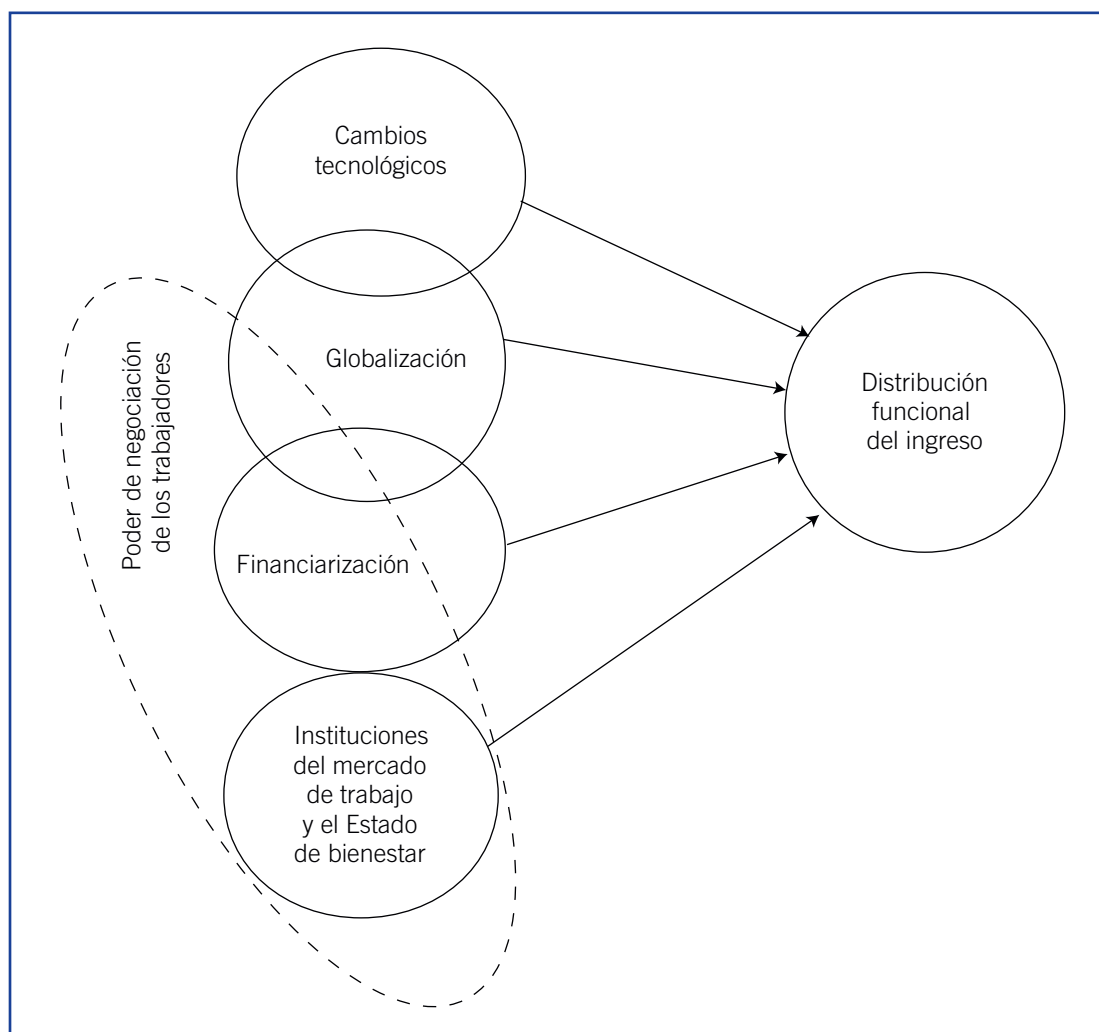 Cambios
tecnológicos
Globalización
Poder de negociación
de los trabajadores
Financiarización
Instituciones
del mercado
de trabajo
y el Estado
de bienestar
Distribución
funcional
del ingreso